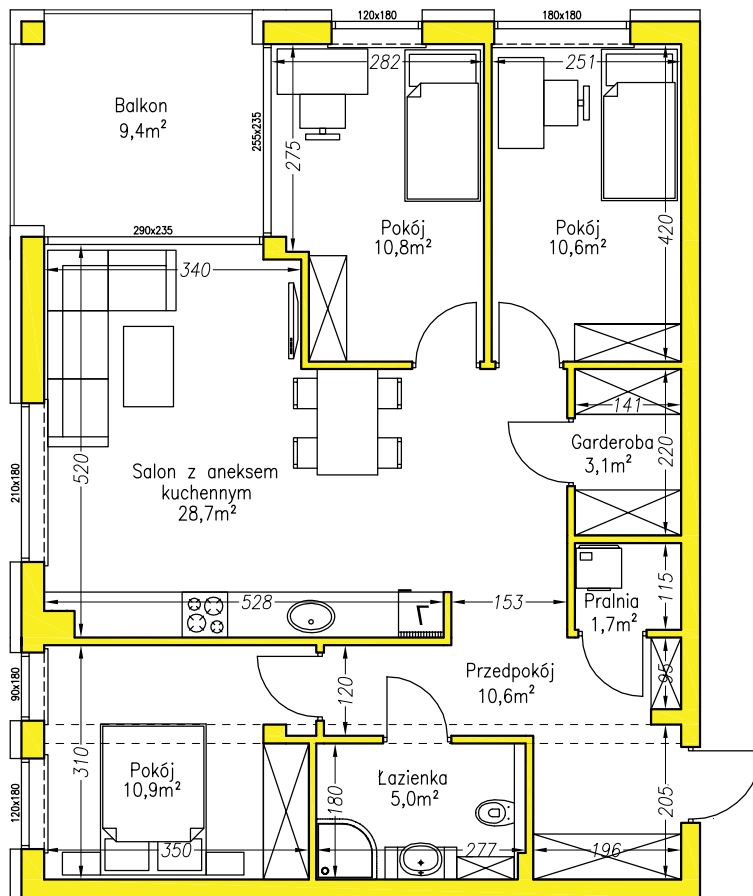 120x180
180x180
282
251
Balkon
9,4m²
255x235
275
Pokój
10,8m²
Pokój
10,6m²
420
290x235
340
141
Garderoba
3,1m²
220
210x180
520
Salon z aneksem
kuchennym
28,7m²
115
Pralnia
1,7m²
528
153
90x180
310
120
Przedpokój
10,6m²
95
120x180
Pokój
10,9m²
350
180
Łazienka
5,0m²
277
205
196